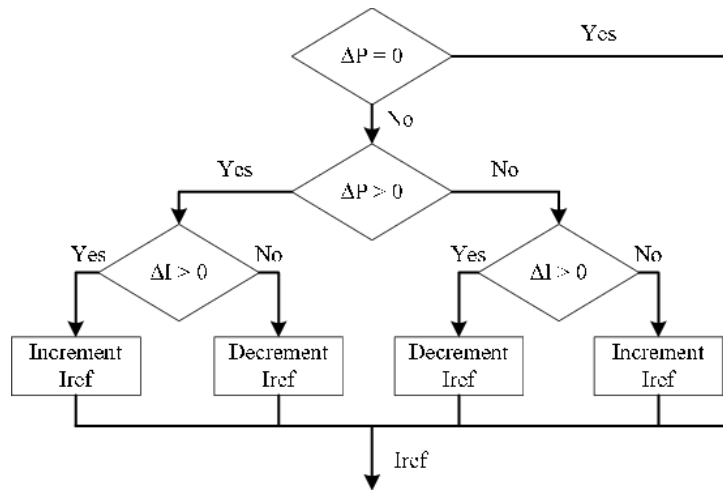 ΔP = 0
Yes
No
ΔP > 0
Yes
No
ΔI > 0
Yes
No
ΔI > 0
Yes
No
Increment
Iref
Decrement
Iref
Decrement
Iref
Increment
Iref
Iref